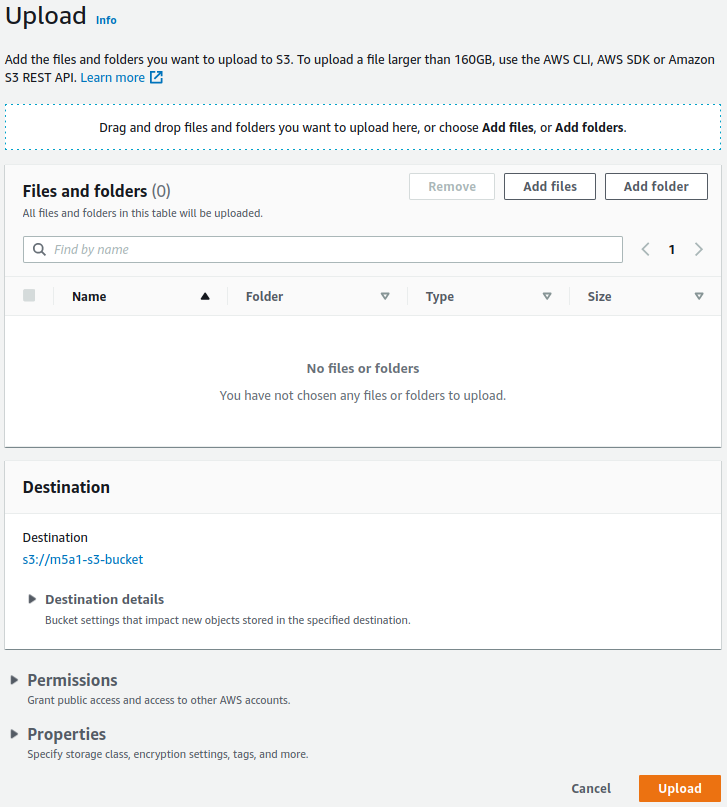 Upload Info
Add the files and folders you want to upload to S3. To upload a file larger than 160GB, use the AWS CLI, AWS SDK or Amazon
S3 REST API. Learn more
Drag and drop files and folders you want to upload here, or choose Add files, or Add folders.
Files and folders (0)
Remove
Add files
Add folder
All files and folders in this table will be uploaded.
Find by name
1
Name Folder Type Size
No files or folders
You have not chosen any files or folders to upload.
Destination
Destination
s3://m5a1-s3-bucket
Destination details
Bucket settings that impact new objects stored in the specified destination.
Permissions
Grant public access and access to other AWS accounts.
Properties
Specify storage class, encryption settings, tags, and more.
Cancel Upload